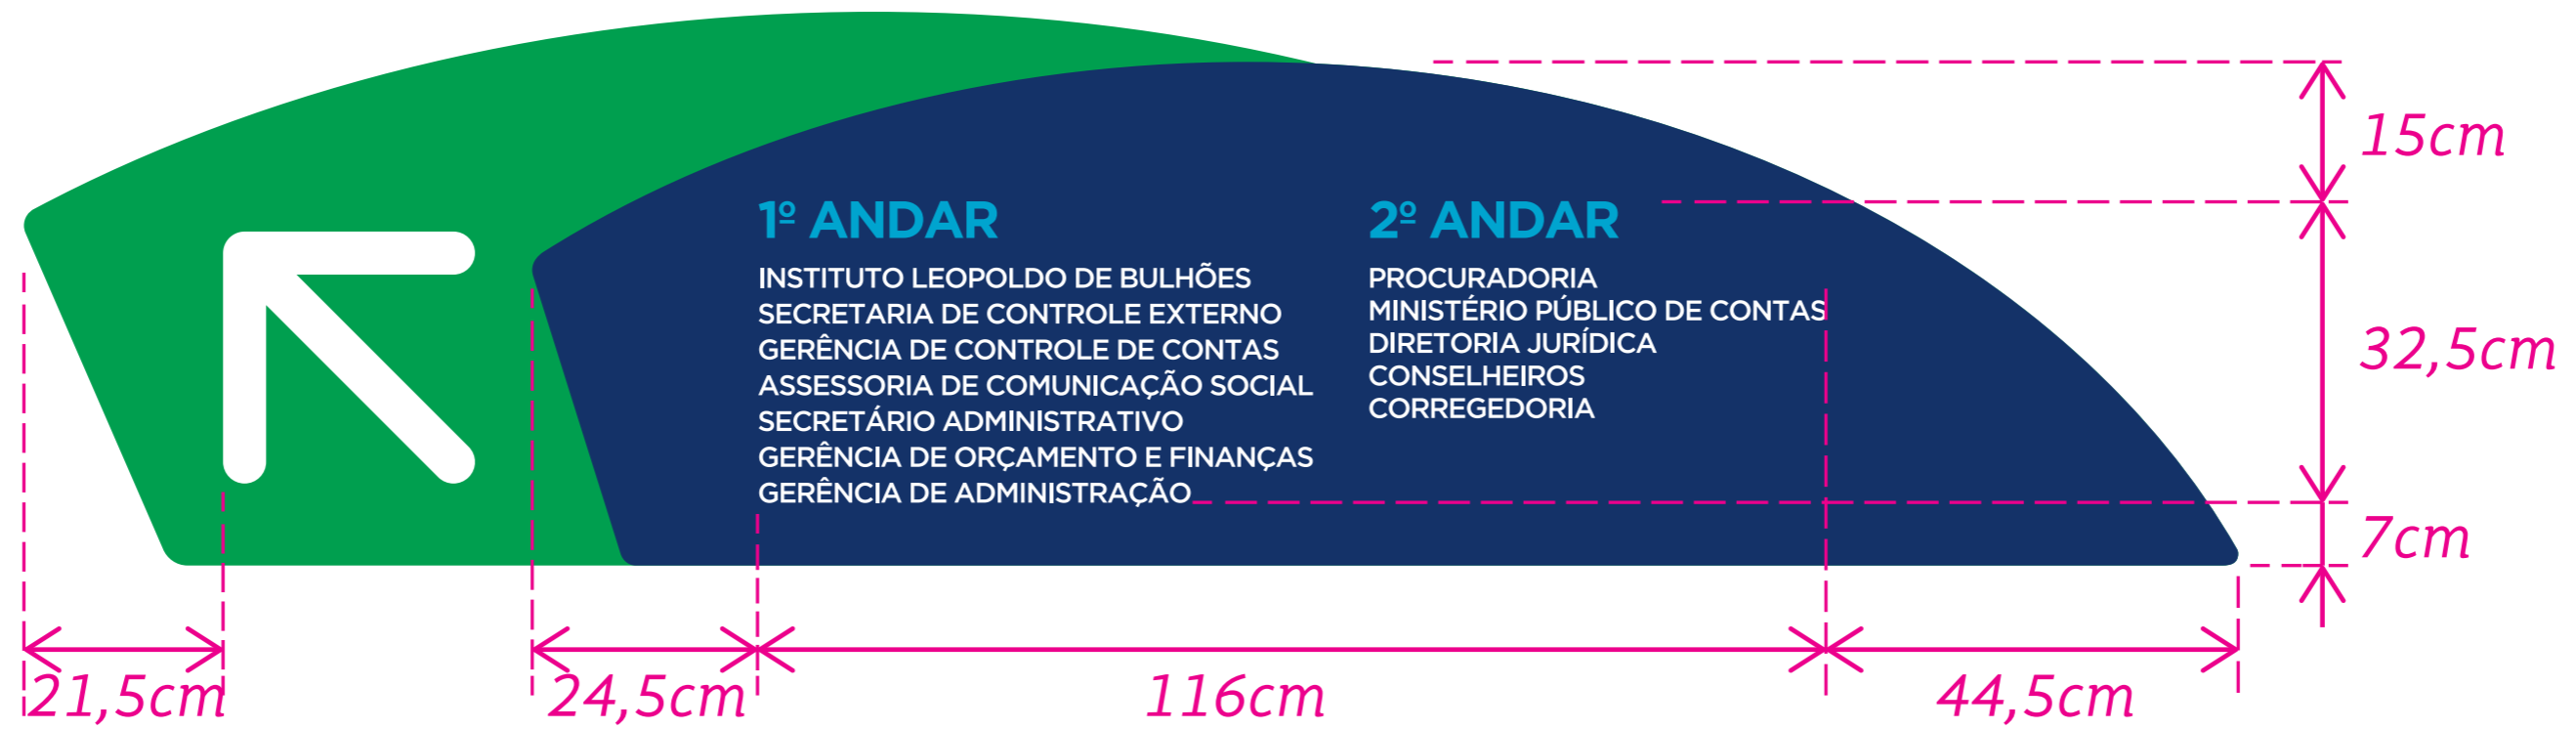 1º ANDAR
INSTITUTO LEOPOLDO DE BULHÕES
SECRETARIA DE CONTROLE EXTERNO
GERÊNCIA DE CONTROLE DE CONTAS
ASSESSORIA DE COMUNICAÇÃO SOCIAL
SECRETÁRIO ADMINISTRATIVO
GERÊNCIA DE ORÇAMENTO E FINANÇAS
GERÊNCIA DE ADMINISTRAÇÃO
2º ANDAR
PROCURADORIA
MINISTÉRIO PÚBLICO DE CONTAS
DIRETORIA JURÍDICA
CONSELHEIROS
CORREGEDORIA
15cm
32,5cm
7cm
21,5cm
24,5cm
116cm
44,5cm